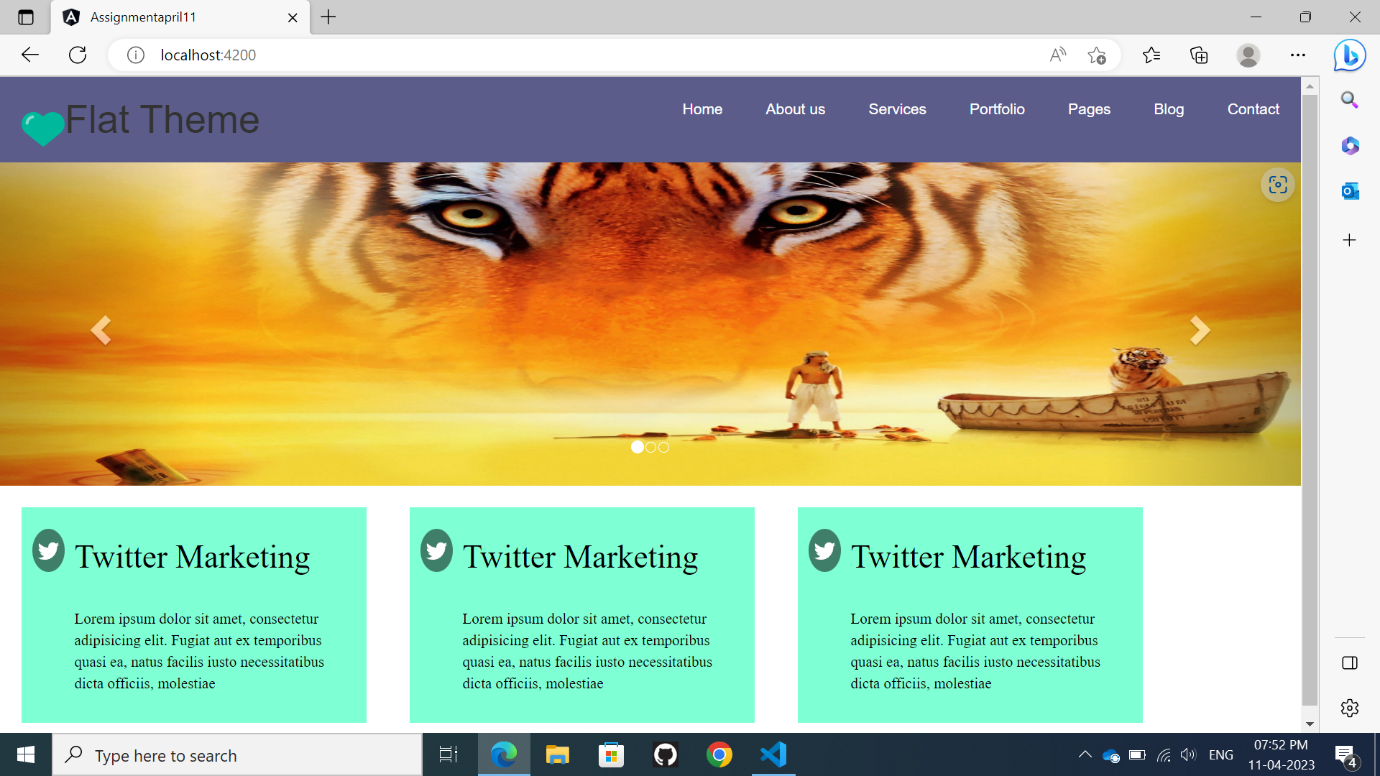 Assignmentapril11
localhost:4200
Flat Theme
Home About us Services Portfolio Pages Blog Contact
Twitter Marketing
Lorem ipsum dolor sit amet, consectetur
adipisicing elit. Fugiat aut ex temporibus
quasi ea, natus facilis iusto necessitatibus
dicta officiis, molestiae
Twitter Marketing
Lorem ipsum dolor sit amet, consectetur
adipisicing elit. Fugiat aut ex temporibus
quasi ea, natus facilis iusto necessitatibus
dicta officiis, molestiae
Twitter Marketing
Lorem ipsum dolor sit amet, consectetur
adipisicing elit. Fugiat aut ex temporibus
quasi ea, natus facilis iusto necessitatibus
dicta officiis, molestiae
Type here to search
ENG
07:52 PM
11-04-2023
4